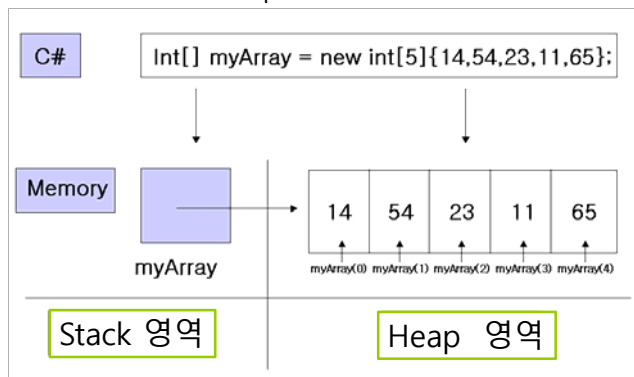 C#
Int[] myArray = new int[5]{14,54,23,11,65};
Memory
14 54 23 11 65
myArray(0) myArray(1) myArray(2) myArray(3) myArray(4)
myArray
Stack 영역
Heap 영역